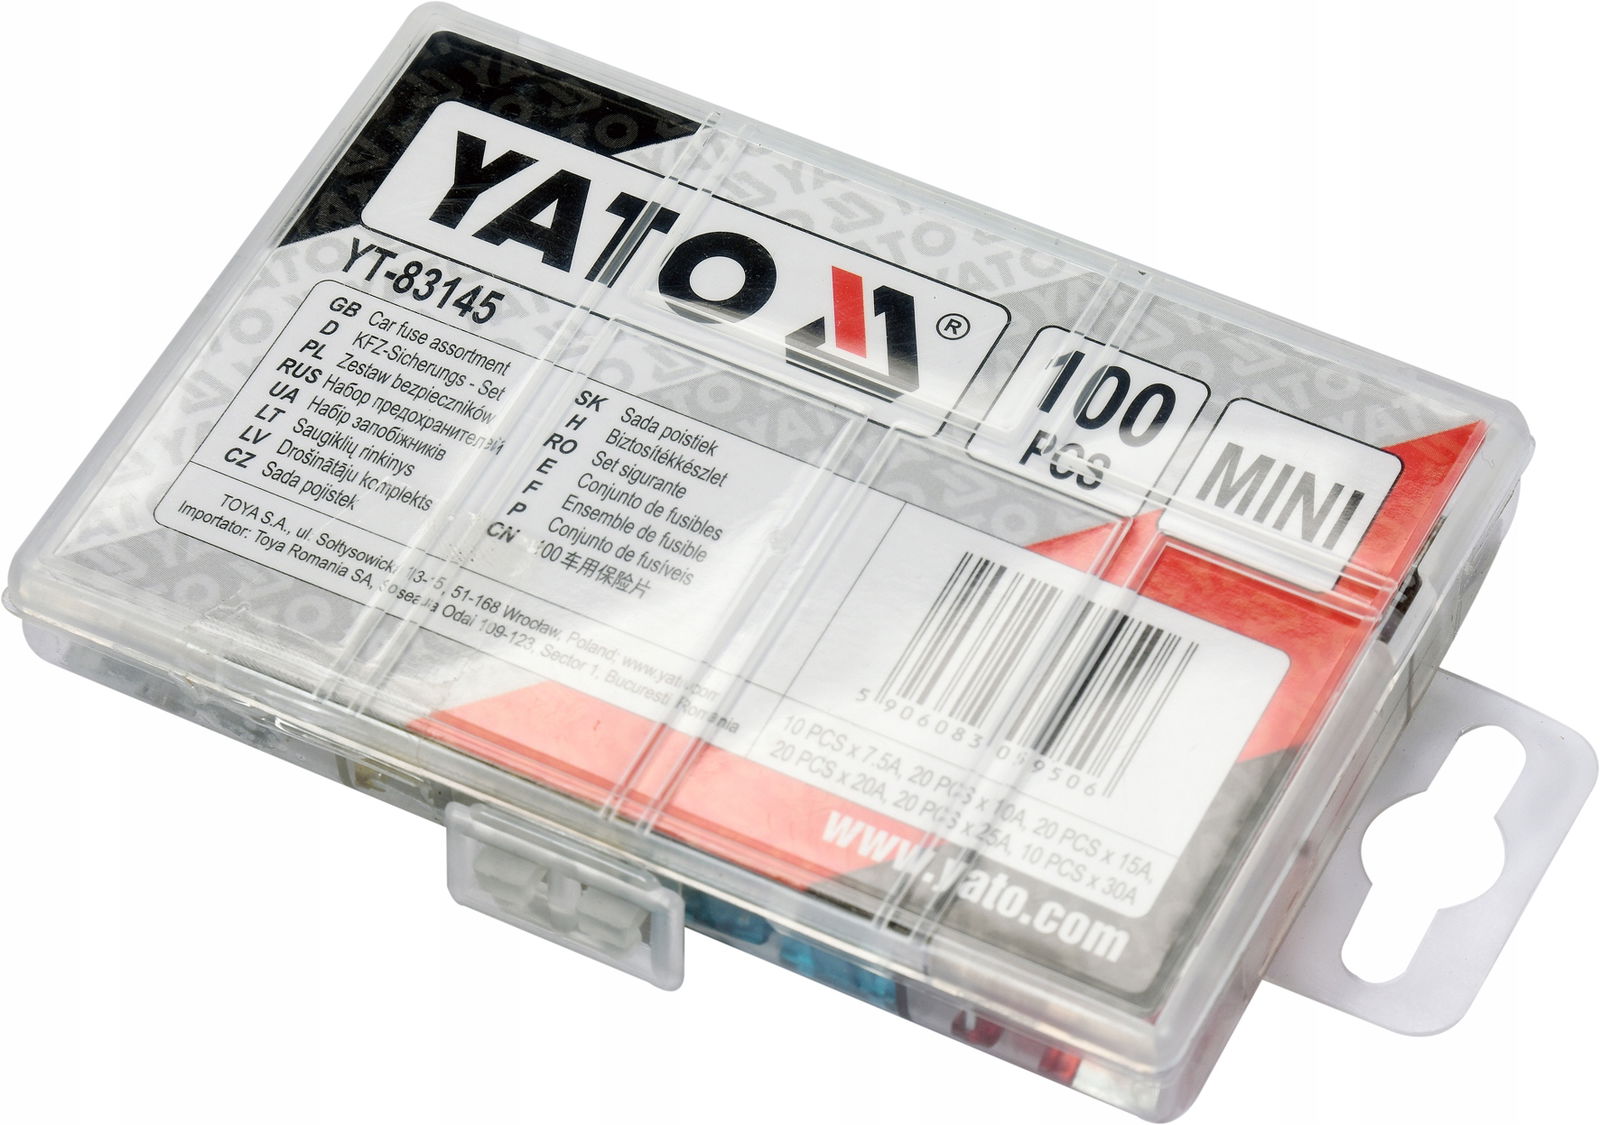 YATO ®
YT-83145
100
PCS
MINI
GB Car fuse assortment
D KFZ-Sicherungs - Set
PL Zestaw bezpieczników
RUS Набор предохранителей
UA Набір запобіжників
LT Saugiklių rinkinys
LV Drošinātāju komplekts
CZ Sada pojistek
SK Sada poistiek
H Biztosítékkészlet
RO Set sigurante
E Conjunto de fusibles
F Ensemble de fusible
P Conjunto de fusíveis
CN 100 车用保险片
TOYA S.A., ul. Sołtysowicka 13-15, 51-168 Wrocław, Poland; www.yato.com
Importator: Toya Romania SA, Soseaua Odai 109-123, Sector 1, Bucuresti Romania
5 906083 059506
10 PCS x 7.5A, 20 PCS x 10A, 20 PCS x 15A,
20 PCS x 20A, 20 PCS x 25A, 10 PCS x 30A
www.yato.com